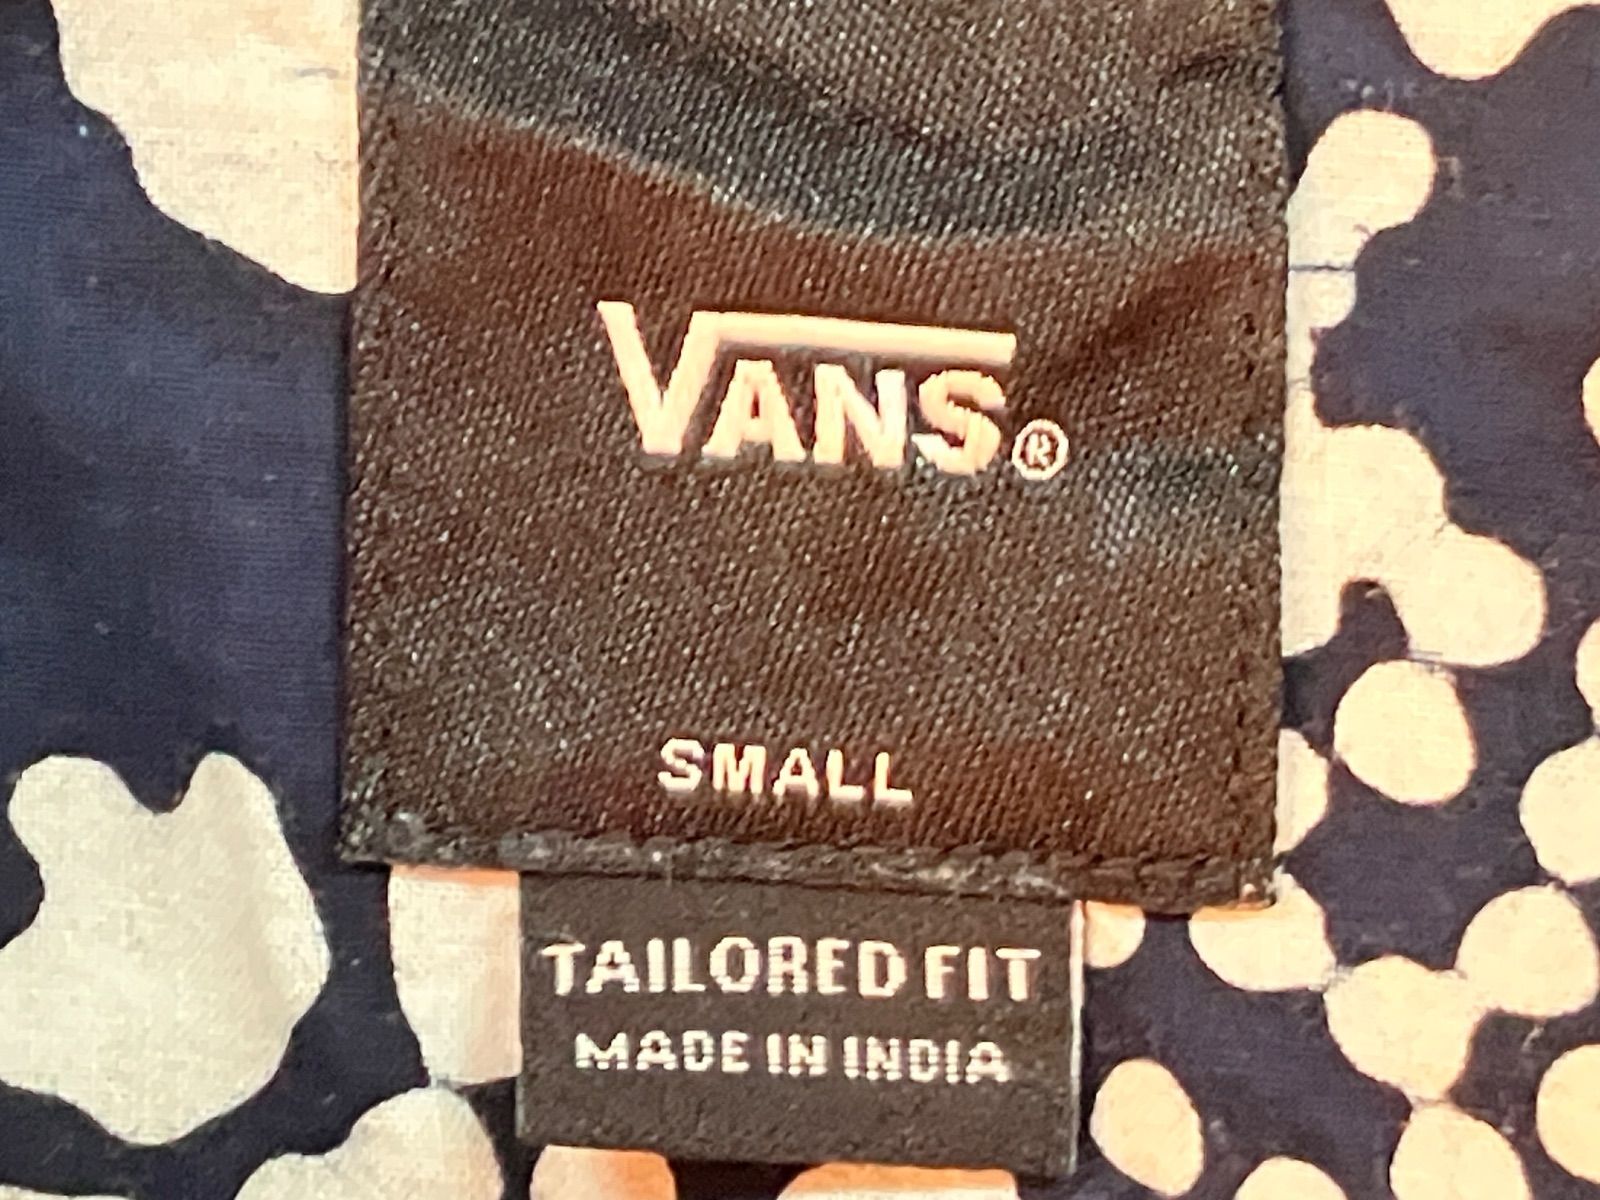 VANS®
SMALL
TAILORED FIT
MADE IN INDIA